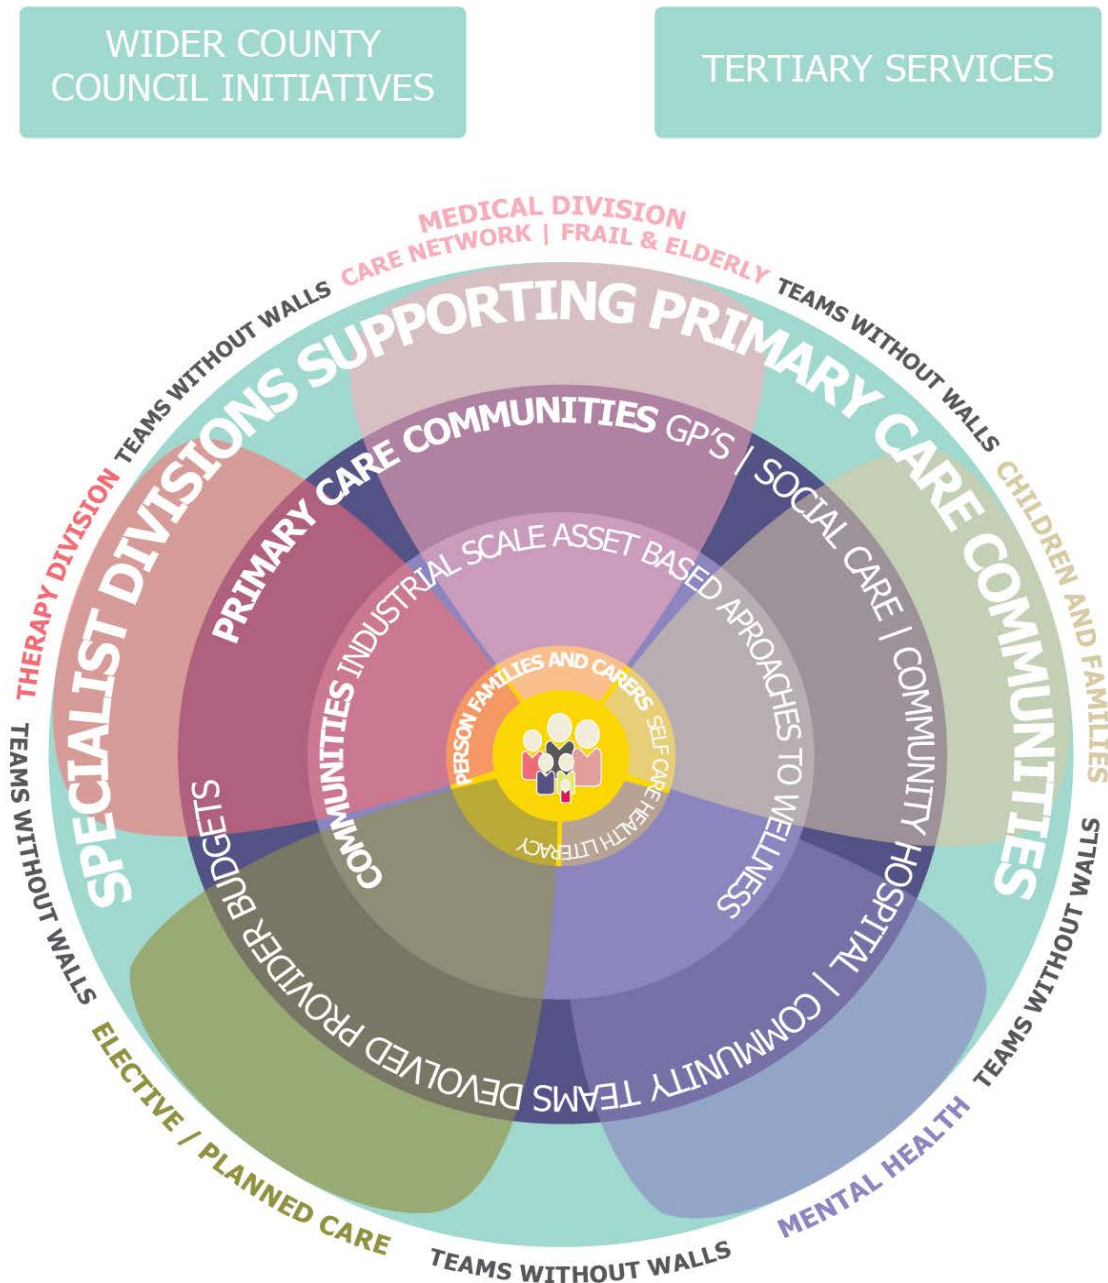 WIDER COUNTY
COUNCIL INITIATIVES
TERTIARY SERVICES
MEDICAL DIVISION
CARE NETWORK | FRAIL & ELDERLY
TEAMS WITHOUT WALLS
CHILDREN AND FAMILIES
TEAMS WITHOUT WALLS
MENTAL HEALTH
TEAMS WITHOUT WALLS
ELECTIVE / PLANNED CARE
TEAMS WITHOUT WALLS
THERAPY DIVISION
TEAMS WITHOUT WALLS
SPECIALIST DIVISIONS SUPPORTING PRIMARY CARE COMMUNITIES
PRIMARY CARE COMMUNITIES GP'S | SOCIAL CARE | COMMUNITY HOSPITAL | COMMUNITY TEAMS DEVOLVED PROVIDER BUDGETS
COMMUNITIES INDUSTRIAL SCALE ASSET BASED APROACHES TO WELLNESS
PERSON FAMILIES AND CARERS SELF CARE HEALTH LITERACY